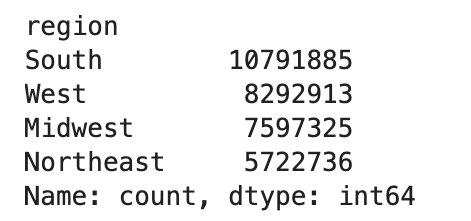 region
South 10791885
West 8292913
Midwest 7597325
Northeast 5722736
Name: count, dtype: int64